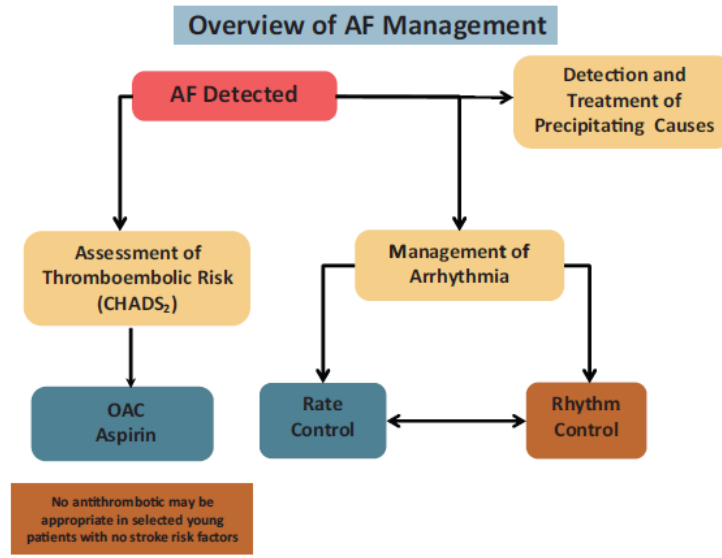 Overview of AF Management
AF Detected
Detection and
Treatment of
Precipitating Causes
Assessment of
Thromboembolic Risk
(CHADS₂)
Management of
Arrhythmia
OAC
Aspirin
Rate
Control
Rhythm
Control
No antithrombotic may be
appropriate in selected young
patients with no stroke risk factors